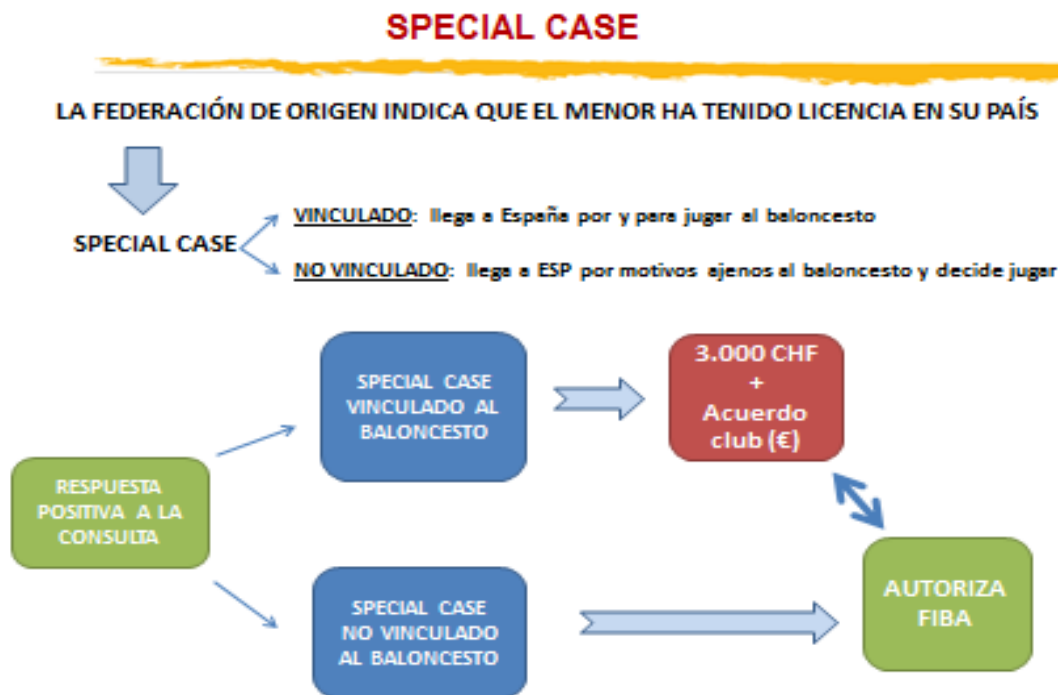 SPECIAL CASE
LA FEDERACIÓN DE ORIGEN INDICA QUE EL MENOR HA TENIDO LICENCIA EN SU PAÍS
SPECIAL CASE
VINCULADO: llega a España por y para jugar al baloncesto
NO VINCULADO: llega a ESP por motivos ajenos al baloncesto y decide jugar
SPECIAL CASE
VINCULADO AL
BALONCESTO
3.000 CHF
+
Acuerdo
club (€)
RESPUESTA
POSITIVA A LA
CONSULTA
SPECIAL CASE
NO VINCULADO
AL BALONCESTO
AUTORIZA
FIBA